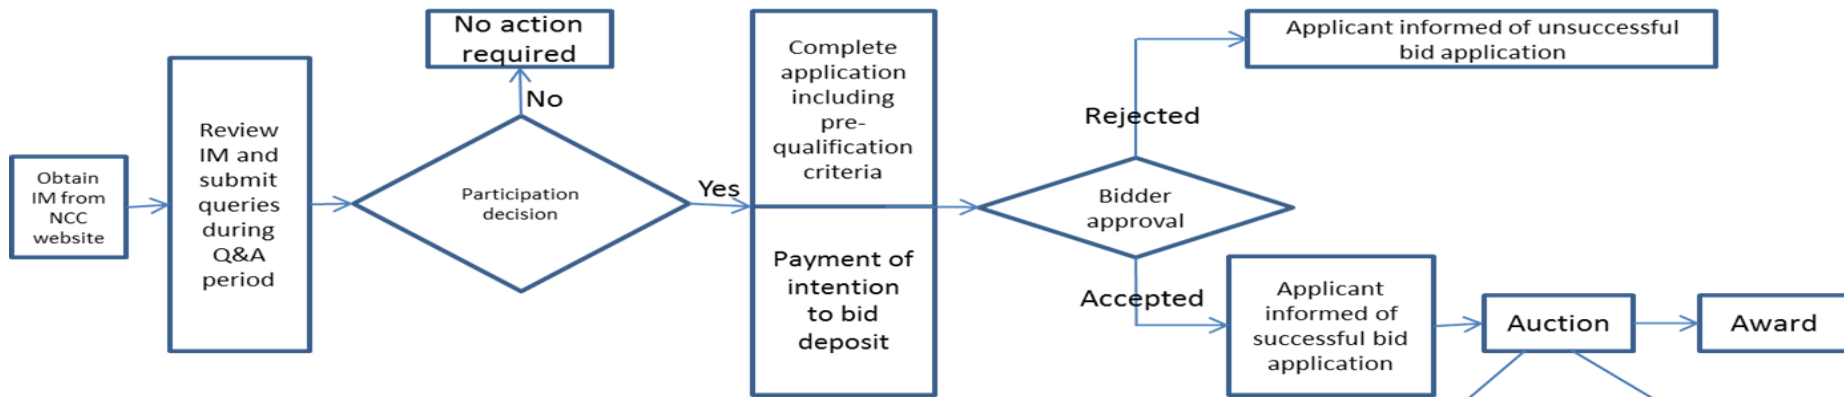 Obtain
IM from
NCC
website
Review
IM and
submit
queries
during
Q&A
period
No action
required
No
Participation
decision
Yes
Complete
application
including
pre-
qualification
criteria
Payment of
intention
to bid
deposit
Bidder
approval
Rejected
Applicant informed of unsuccessful
bid application
Accepted
Applicant
informed of
successful bid
application
Auction
Award